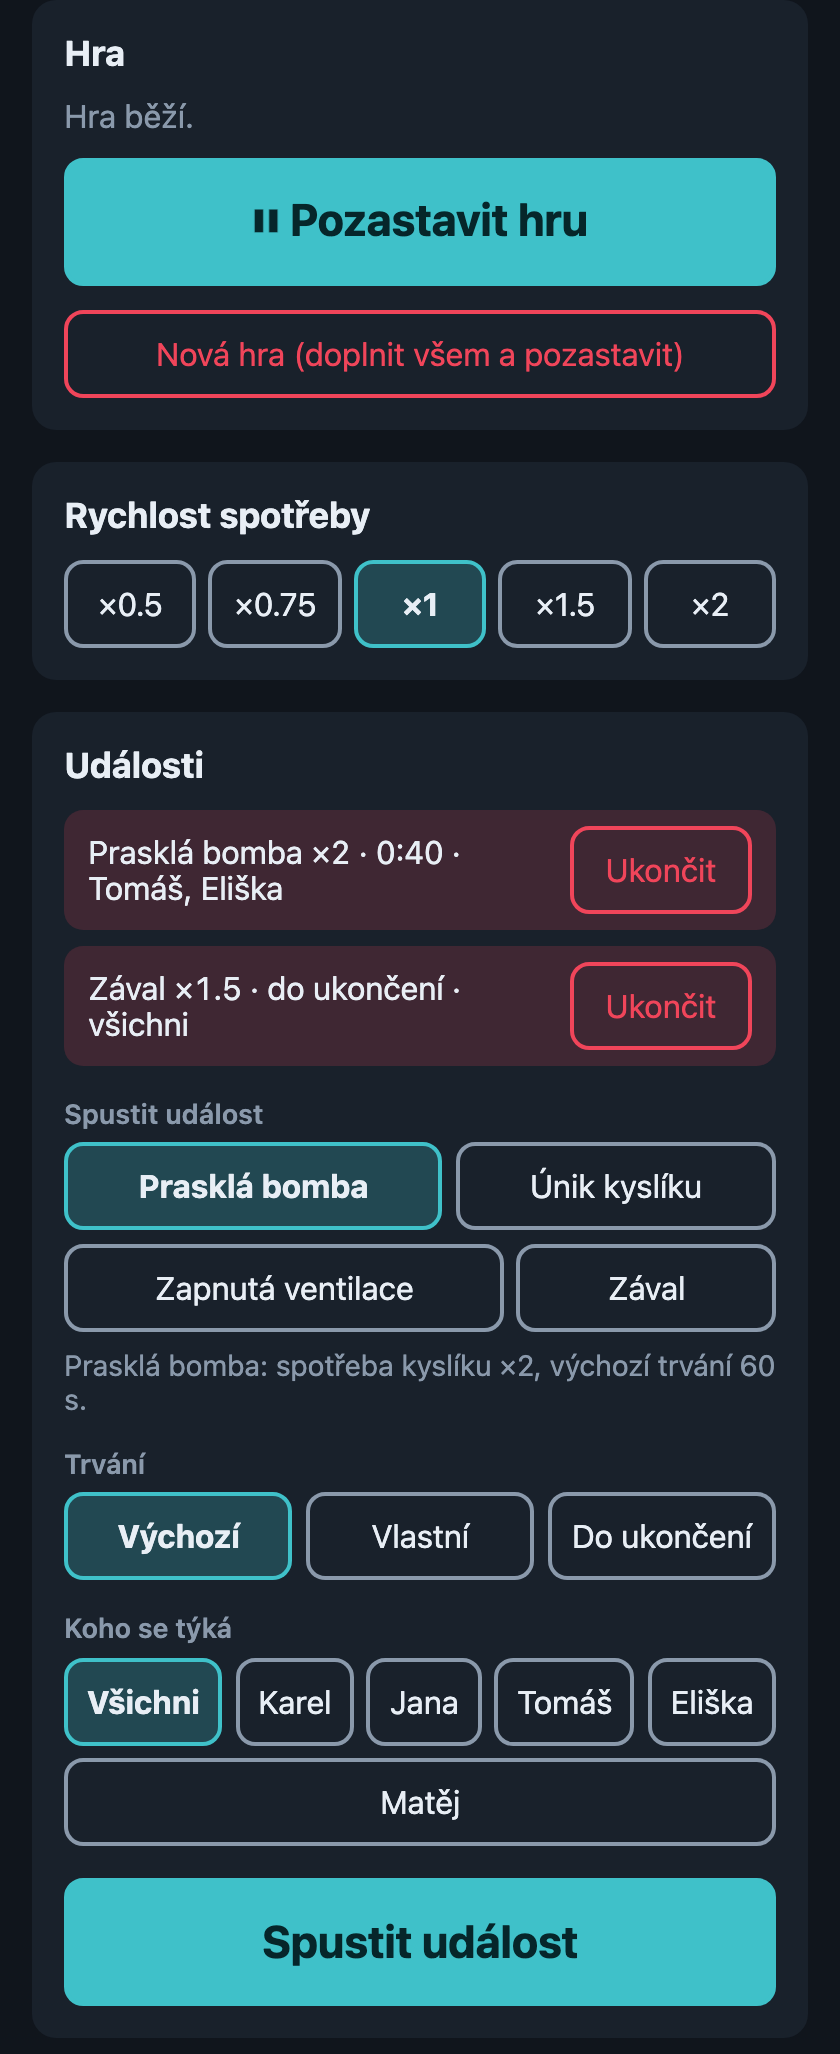 Hra
Hra běží.
⏸ Pozastavit hru
Nová hra (doplnit všem a pozastavit)
Rychlost spotřeby
×0.5 ×0.75 ×1 ×1.5 ×2
Události
Prasklá bomba ×2 · 0:40 ·
Tomáš, Eliška
Ukončit
Zával ×1.5 · do ukončení ·
všichni
Ukončit
Spustit událost
Prasklá bomba Únik kyslíku
Zapnutá ventilace Zával
Prasklá bomba: spotřeba kyslíku ×2, výchozí trvání 60
s.
Trvání
Výchozí Vlastní Do ukončení
Koho se týká
Všichni Karel Jana Tomáš Eliška
Matěj
Spustit událost